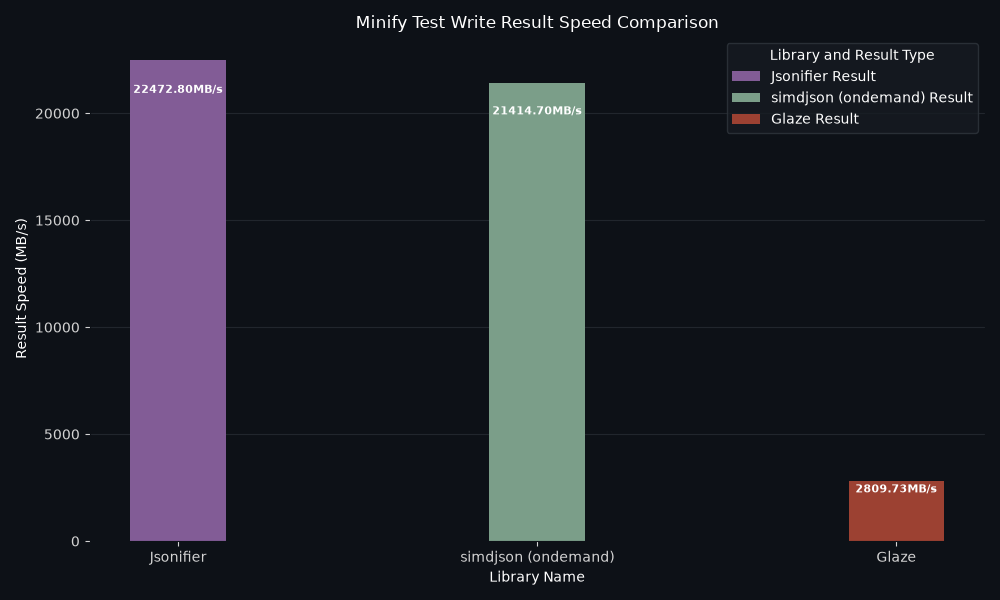 Minify Test Write Result Speed Comparison
Library and Result Type
Jsonifier Result
simdjson (ondemand) Result
Glaze Result
22472.80MB/s
21414.70MB/s
2809.73MB/s
Result Speed (MB/s)
20000
15000
10000
5000
0
Jsonifier
simdjson (ondemand)
Glaze
Library Name